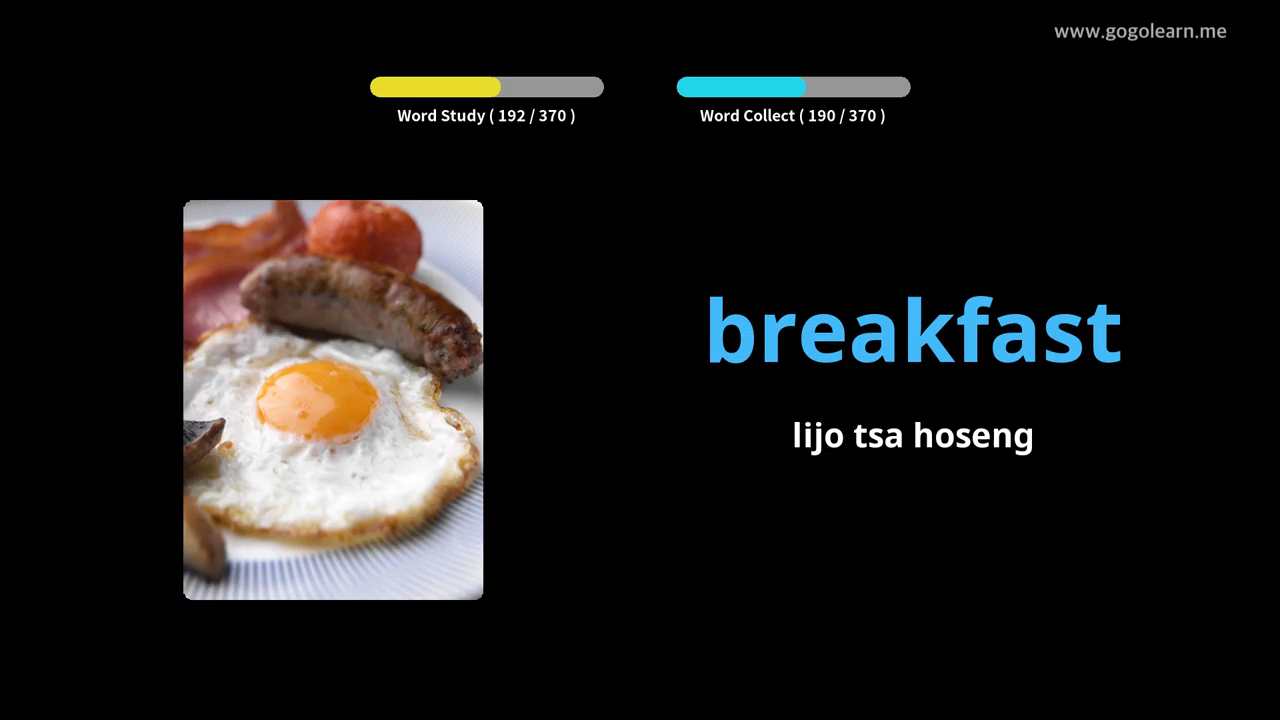 www.gogolearn.me
Word Study ( 192 / 370 )
Word Collect ( 190 / 370 )
breakfast
lijo tsa hoseng